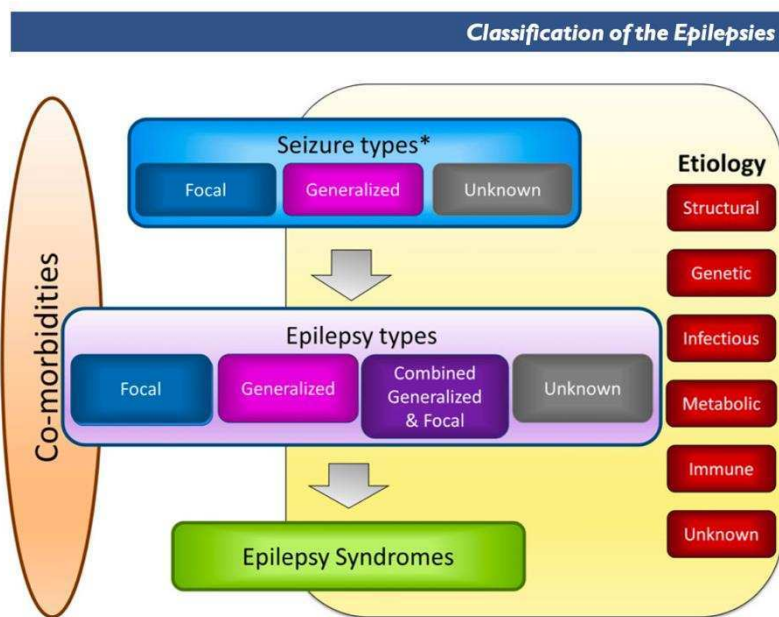 Classification of the Epilepsies
Co-morbidities
Seizure types*
Focal
Generalized
Unknown
Epilepsy types
Focal
Generalized
Combined
Generalized
& Focal
Unknown
Epilepsy Syndromes
Etiology
Structural
Genetic
Infectious
Metabolic
Immune
Unknown